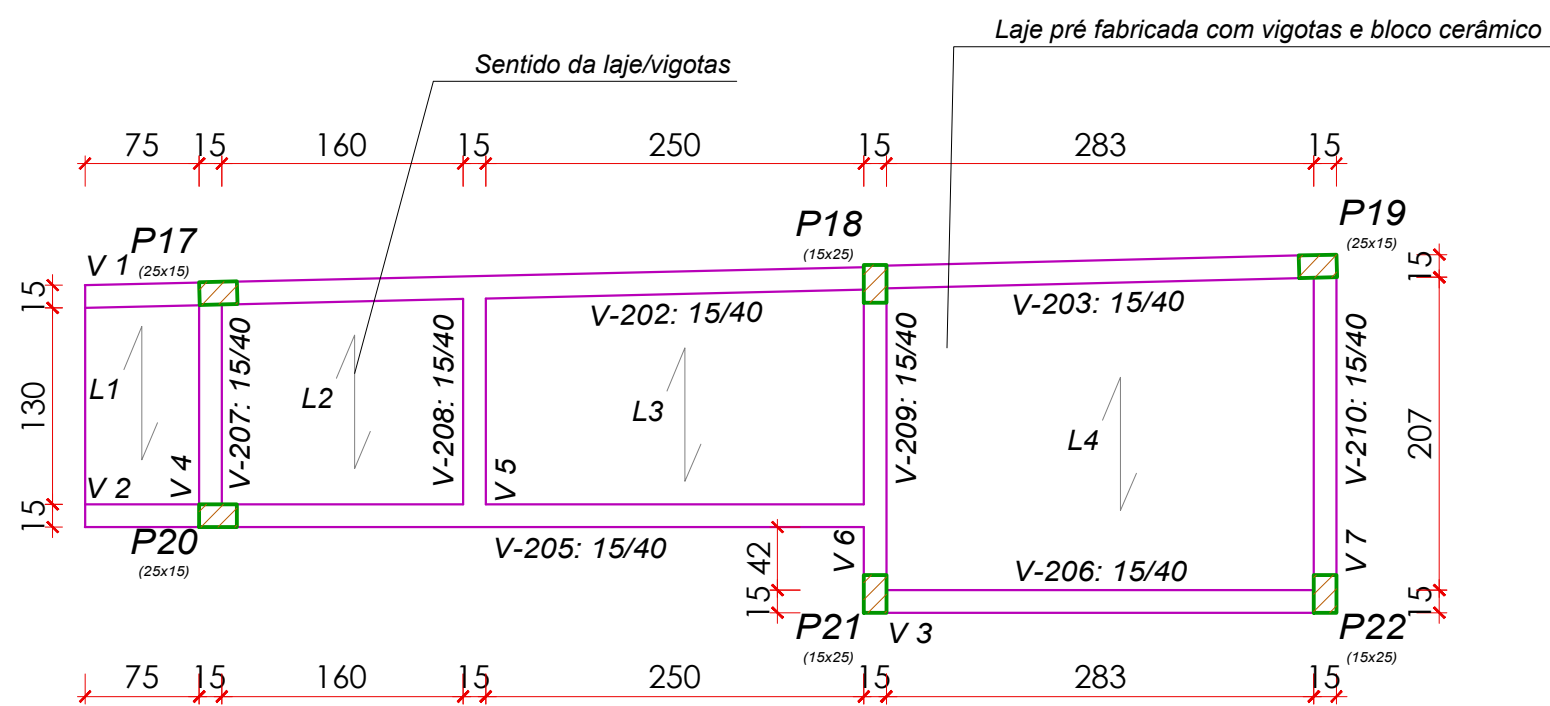 Laje pré fabricada com vigotas e bloco cerâmico
Sentido da laje/vigotas
75 15 160 15 250 15 283 15
P17
(25x15)
P18
(15x25)
P19
(25x15)
V 1
15
15
V-202: 15/40
V-203: 15/40
130
L1
V 4
V-207: 15/40
L2
V-208: 15/40
V 5
L3
V-209: 15/40
L4
V-210: 15/40
207
V 2
15
P20
(25x15)
V-205: 15/40
42
V 6
V-206: 15/40
V 7
15
15
P21
(15x25)
V 3
P22
(15x25)
75 15 160 15 250 15 283 15